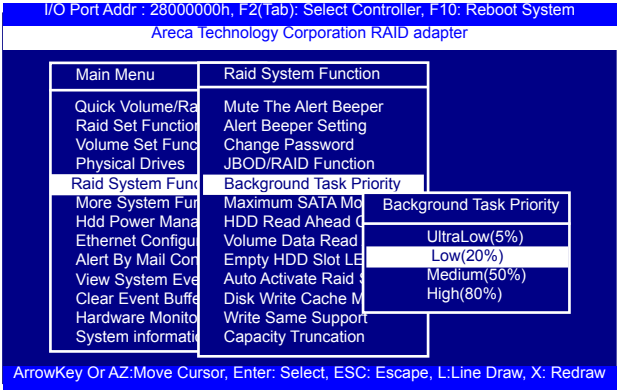 I/O Port Addr : 28000000h, F2(Tab): Select Controller, F10: Reboot System
Areca Technology Corporation RAID adapter
Main Menu
Quick Volume/Ra
Raid Set Function
Volume Set Func
Physical Drives
Raid System Func
More System Fun
Hdd Power Mana
Ethernet Configu
Alert By Mail Con
View System Eve
Clear Event Buffe
Hardware Monito
System informati
Raid System Function
Mute The Alert Beeper
Alert Beeper Setting
Change Password
JBOD/RAID Function
Background Task Priority
Maximum SATA Mo
HDD Read Ahead C
Volume Data Read
Empty HDD Slot LE
Auto Activate Raid S
Disk Write Cache M
Write Same Support
Capacity Truncation
Background Task Priority
UltraLow(5%)
Low(20%)
Medium(50%)
High(80%)
ArrowKey Or AZ:Move Cursor, Enter: Select, ESC: Escape, L:Line Draw, X: Redraw